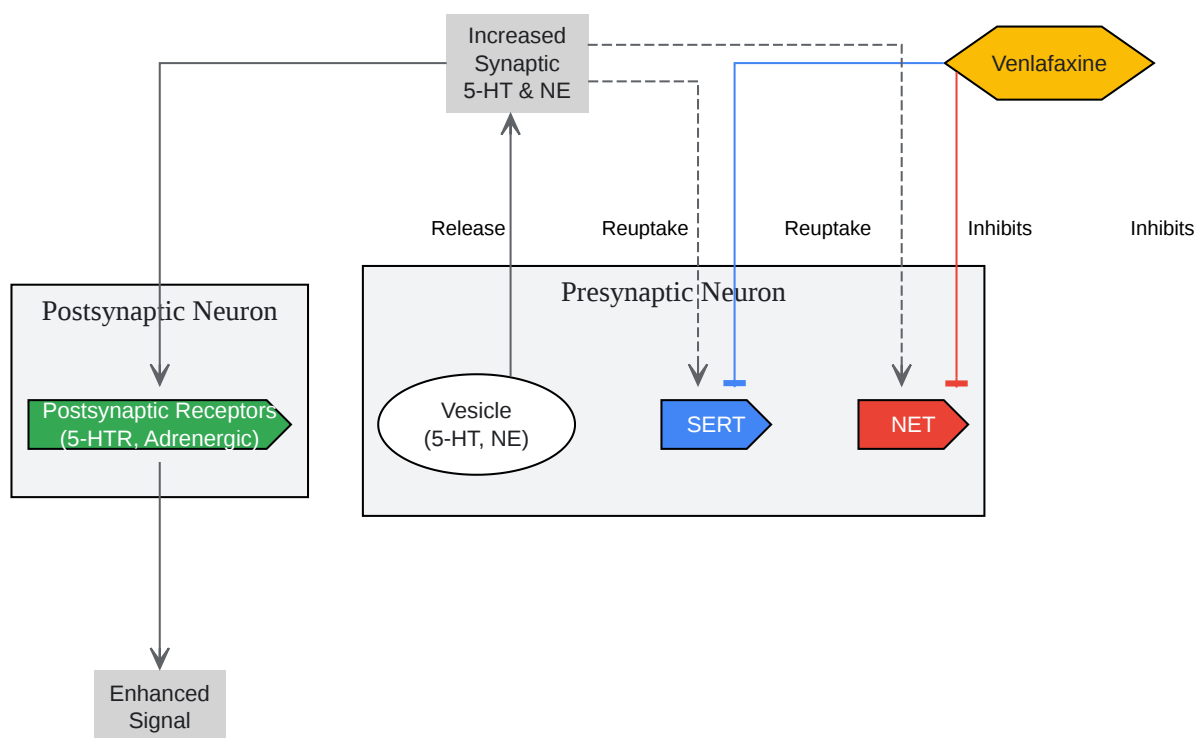 Increased
Synaptic
5-HT & NE
Venlafaxine
Release
Reuptake
Reuptake
Inhibits
Inhibits
Postsynaptic Neuron
Presynaptic Neuron
Postsynaptic Receptors
(5-HTR, Adrenergic)
Vesicle
(5-HT, NE)
SERT
NET
Enhanced
Signal